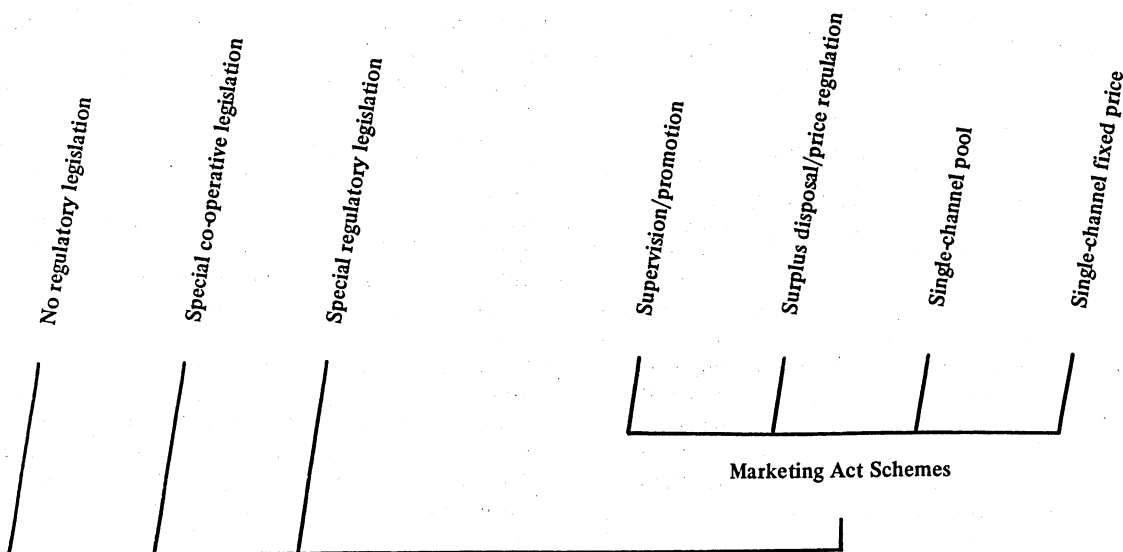 No regulatory legislation
Special co-operative legislation
Special regulatory legislation
Supervision/promotion
Surplus disposal/price regulation
Single-channel pool
Single-channel fixed price
Marketing Act Schemes